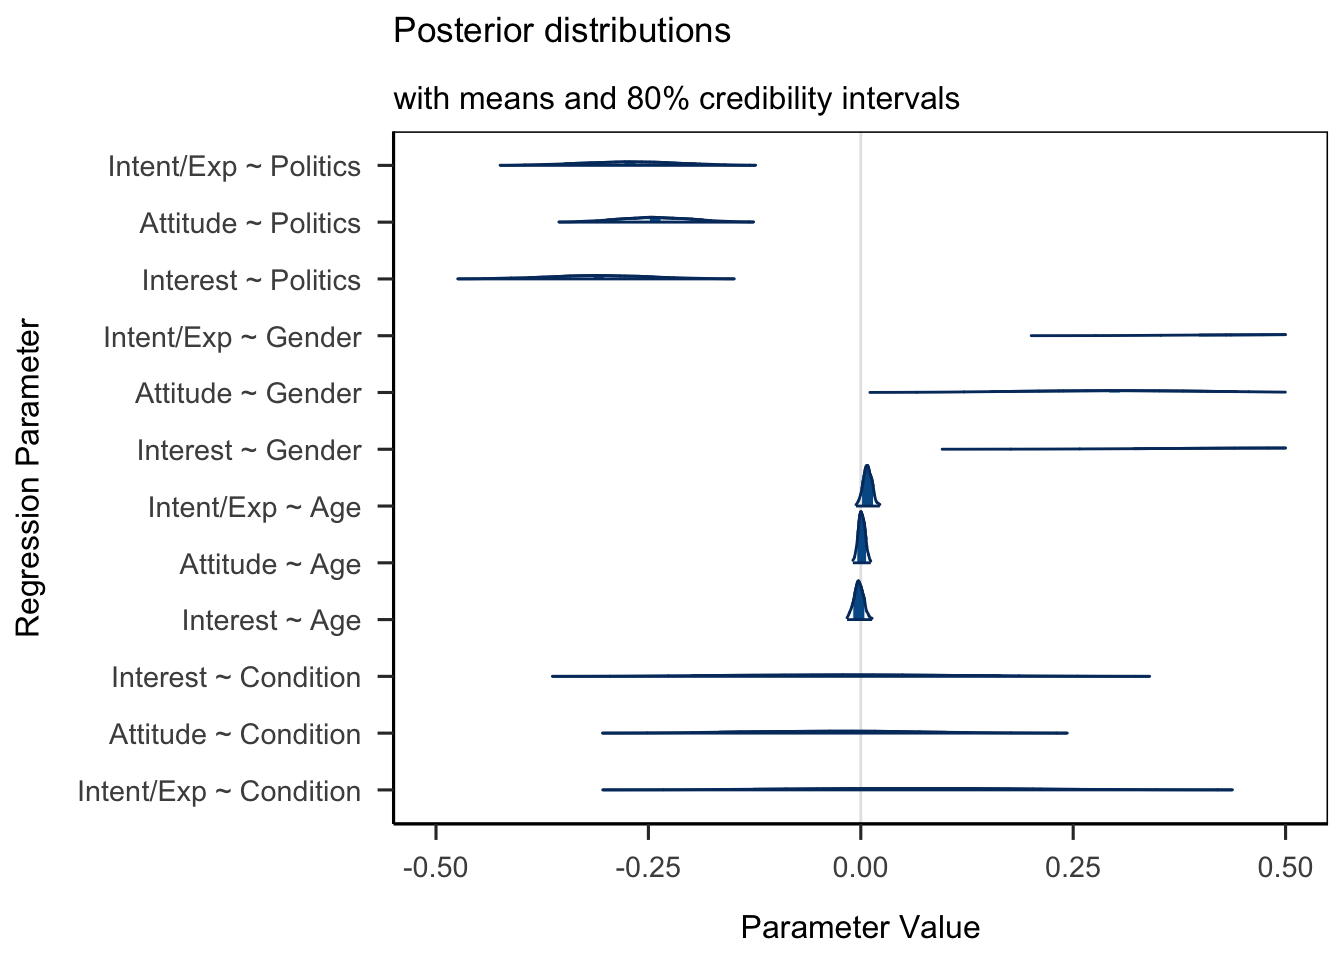 Posterior distributions
with means and 80% credibility intervals
Regression Parameter
Intent/Exp ~ Politics
Attitude ~ Politics
Interest ~ Politics
Intent/Exp ~ Gender
Attitude ~ Gender
Interest ~ Gender
Intent/Exp ~ Age
Attitude ~ Age
Interest ~ Age
Interest ~ Condition
Attitude ~ Condition
Intent/Exp ~ Condition
-0.50 -0.25 0.00 0.25 0.50
Parameter Value